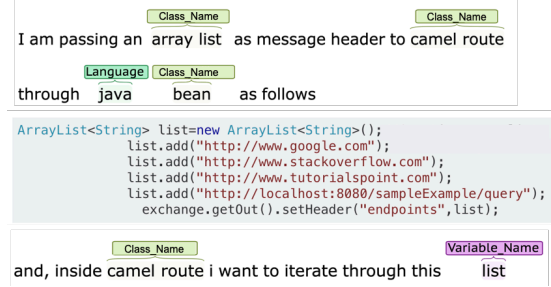 Class_Name Class_Name
I am passing an array list as message header to camel route
Language Class_Name
through java bean as follows
ArrayList<String> list=new ArrayList<String>();
list.add("http://www.google.com");
list.add("http://www.stackoverflow.com");
list.add("http://www.tutorialspoint.com");
list.add("http://localhost:8080/sampleExample/query");
exchange.getOut().setHeader("endpoints",list);
Class_Name Variable_Name
and, inside camel route i want to iterate through this list